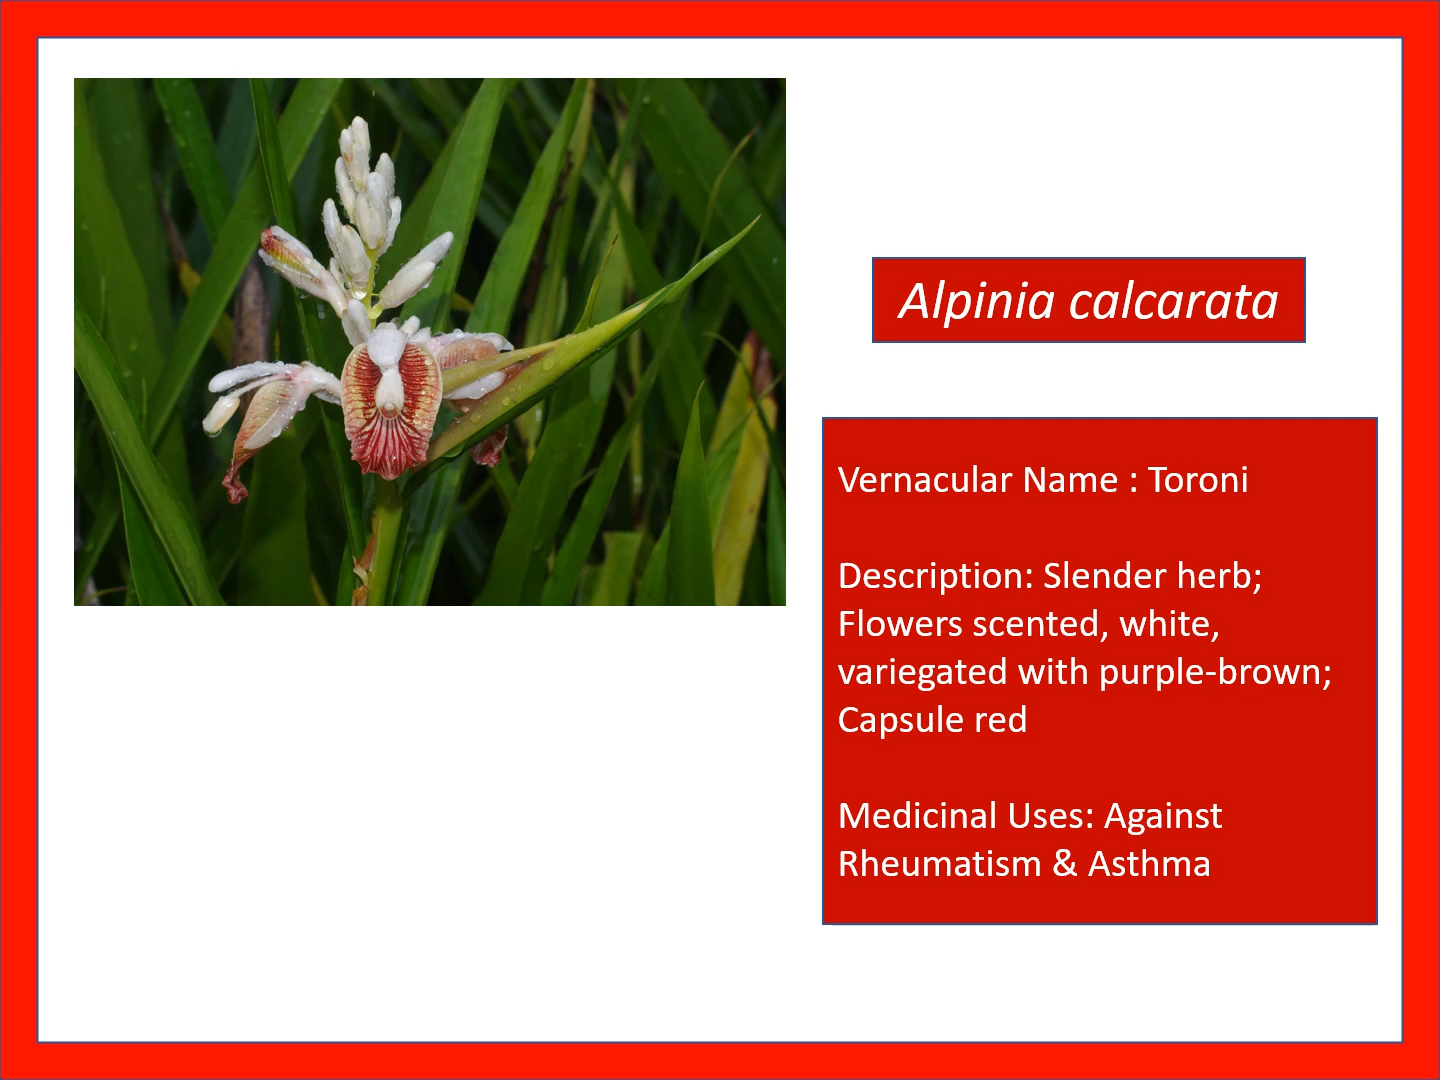 Alpinia calcarata
Vernacular Name : Toroni
Description: Slender herb;
Flowers scented, white,
variegated with purple-brown;
Capsule red
Medicinal Uses: Against
Rheumatism & Asthma